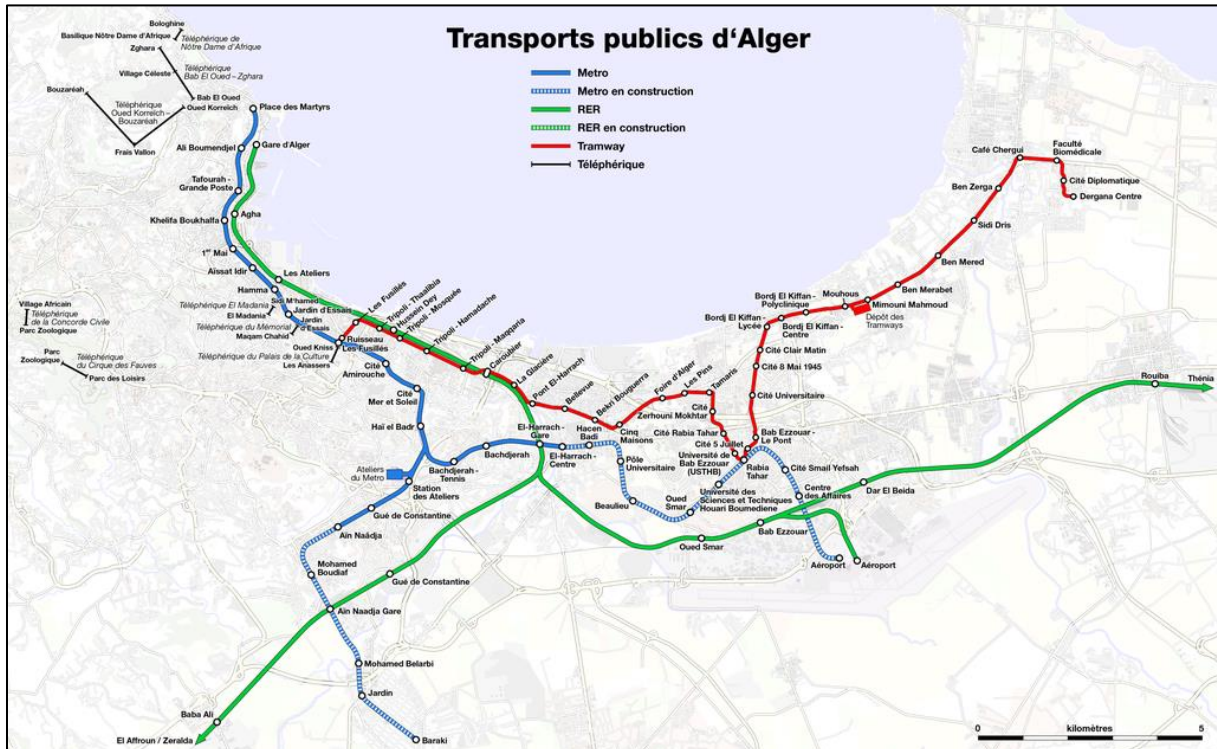 Transports publics d'Alger
Metro
Metro en construction
RER
RER en construction
Tramway
Téléphérique
Bologhine
Basilique Nôtre Dame d'Afrique
Téléphérique de
Nôtre Dame d'Afrique
Zghara
Village Céleste
Téléphérique
Bab El Oued – Zghara
Bouzaréah
Bab El Oued
Oued Korreïch
Téléphérique
Oued Korreïch –
Bouzaréah
Frais Vallon
Place des Martyrs
Ali Boumendjel
Gare d'Alger
Tafourah -
Grande Poste
Khelifa Boukhalfa
Agha
1er Mai
Aïssat Idir
Les Ateliers
Hamma
Sidi M'hamed
Téléphérique El Madania
El Madania
Jardin d'Essais
Jardin
d'Essais
Téléphérique du Mémorial
Maqam Chahid
Village Africain
Téléphérique
de la Concorde Civile
Parc Zoologique
Parc
Zoologique
Téléphérique
du Cirque des Fauves
Parc des Loisirs
Oued Kniss
Ruisseau
Les Fusillés
Téléphérique du Palais de la Culture
Les Anassers
Les Fusillés
Tripoli - Thaalibia
Hussein Dey
Tripoli - Mosquée
Tripoli - Hamadache
Tripoli - Maqqaria
Caroubier
La Glacière
Pont El-Harrach
Bellevue
Bekri Bouguerra
Cinq
Maisons
Foire d'Alger
Les Pins
Tamaris
Cité
Zerhouni Mokhtar
Cité Rabia Tahar
Cité 5 Juillet
Université de
Bab Ezzouar
(USTHB)
Rabia
Tahar
Bab Ezzouar -
Le Pont
Cité Universitaire
Cité 8 Mai 1945
Cité Clair Matin
Bordj El Kiffan -
Lycée
Bordj El Kiffan -
Centre
Bordj El Kiffan -
Polyclinique
Mouhous
Mimouni Mahmoud
Dépôt des
Tramways
Ben Merabet
Ben Mered
Sidi Dris
Ben Zerga
Café Chergui
Faculté
Biomédicale
Cité Diplomatique
Dergana Centre
Cité
Amirouche
Cité
Mer et Soleil
Haï el Badr
Ateliers
du Metro
Bachdjerah -
Tennis
Bachdjerah
El-Harrach -
Gare
El-Harrach -
Centre
Hacen
Badi
Pôle
Universitaire
Beaulieu
Oued
Smar
Université des
Sciences et Techniques
Houari Boumediene
Cité Smail Yefsah
Centre
des Affaires
Aéroport
Aéroport
Station
des Ateliers
Gué de Constantine
Aïn Naâdja
Mohamed
Boudiaf
Gué de Constantine
Aïn Naadja Gare
Mohamed Belarbi
Jardin
Baraki
Baba Ali
El Affroun / Zeralda
Oued Smar
Bab Ezzouar
Dar El Beida
Rouiba
Thénia
0 kilomètres 5